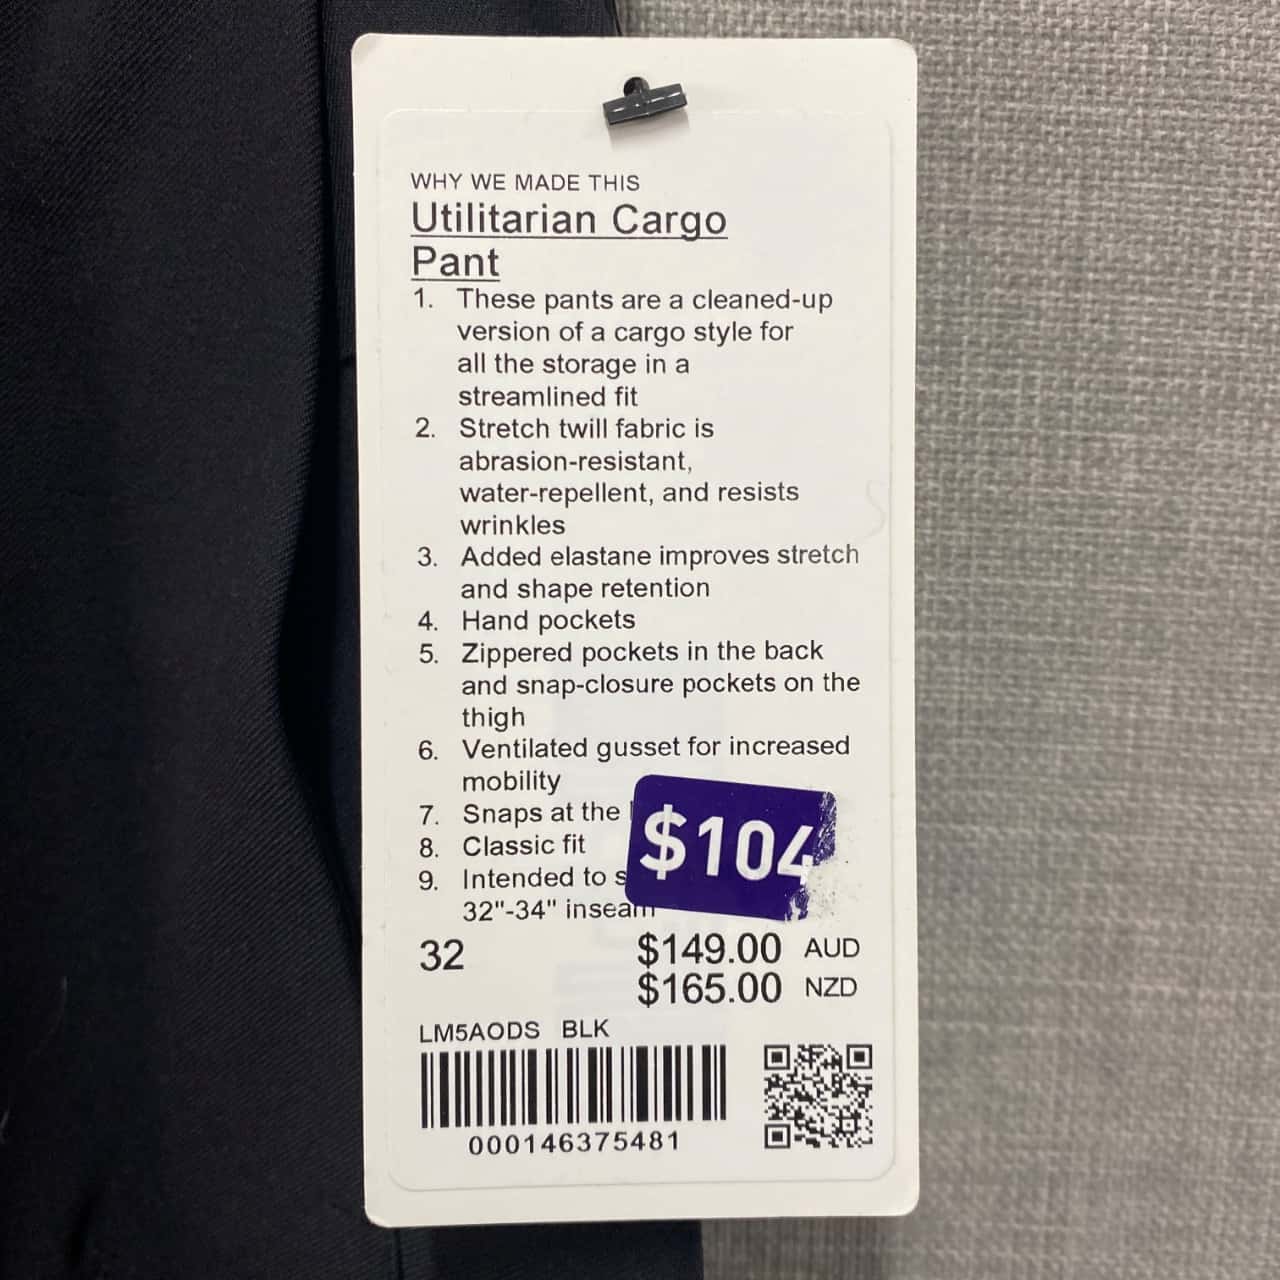 WHY WE MADE THIS
Utilitarian Cargo
Pant
1. These pants are a cleaned-up
version of a cargo style for
all the storage in a
streamlined fit
2. Stretch twill fabric is
abrasion-resistant,
water-repellent, and resists
wrinkles
3. Added elastane improves stretch
and shape retention
4. Hand pockets
5. Zippered pockets in the back
and snap-closure pockets on the
thigh
6. Ventilated gusset for increased
mobility
7. Snaps at the
8. Classic fit
9. Intended to
$104
32"-34" inseam
32
$149.00 AUD
$165.00 NZD
LM5AODS BLK
000146375481